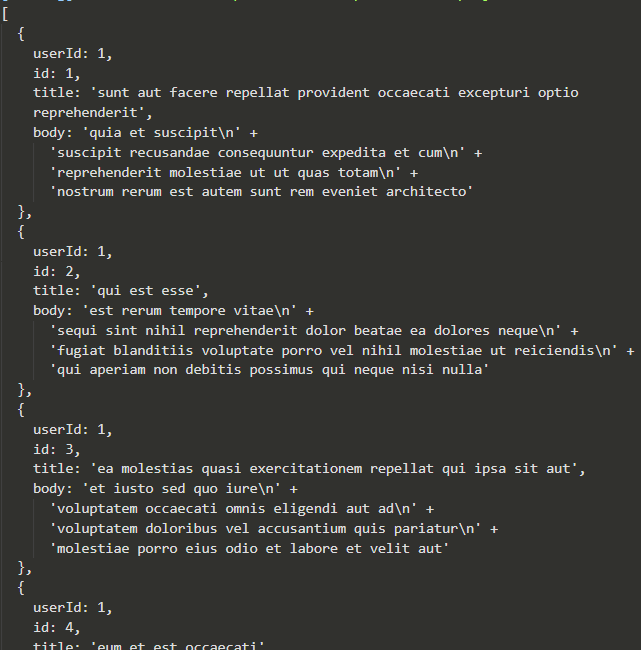 [
  {
    userId: 1,
    id: 1,
    title: 'sunt aut facere repellat provident occaecati excepturi optio
    reprehenderit',
    body: 'quia et suscipit\n' +
      'suscipit recusandae consequuntur expedita et cum\n' +
      'reprehenderit molestiae ut ut quas totam\n' +
      'nostrum rerum est autem sunt rem eveniet architecto'
  },
  {
    userId: 1,
    id: 2,
    title: 'qui est esse',
    body: 'est rerum tempore vitae\n' +
      'sequi sint nihil reprehenderit dolor beatae ea dolores neque\n' +
      'fugiat blanditiis voluptate porro vel nihil molestiae ut reiciendis\n' +
      'qui aperiam non debitis possimus qui neque nisi nulla'
  },
  {
    userId: 1,
    id: 3,
    title: 'ea molestias quasi exercitationem repellat qui ipsa sit aut',
    body: 'et iusto sed quo iure\n' +
      'voluptatem occaecati omnis eligendi aut ad\n' +
      'voluptatem doloribus vel accusantium quis pariatur\n' +
      'molestiae porro eius odio et labore et velit aut'
  },
  {
    userId: 1,
    id: 4,
    title: 'eum et est occaecati'